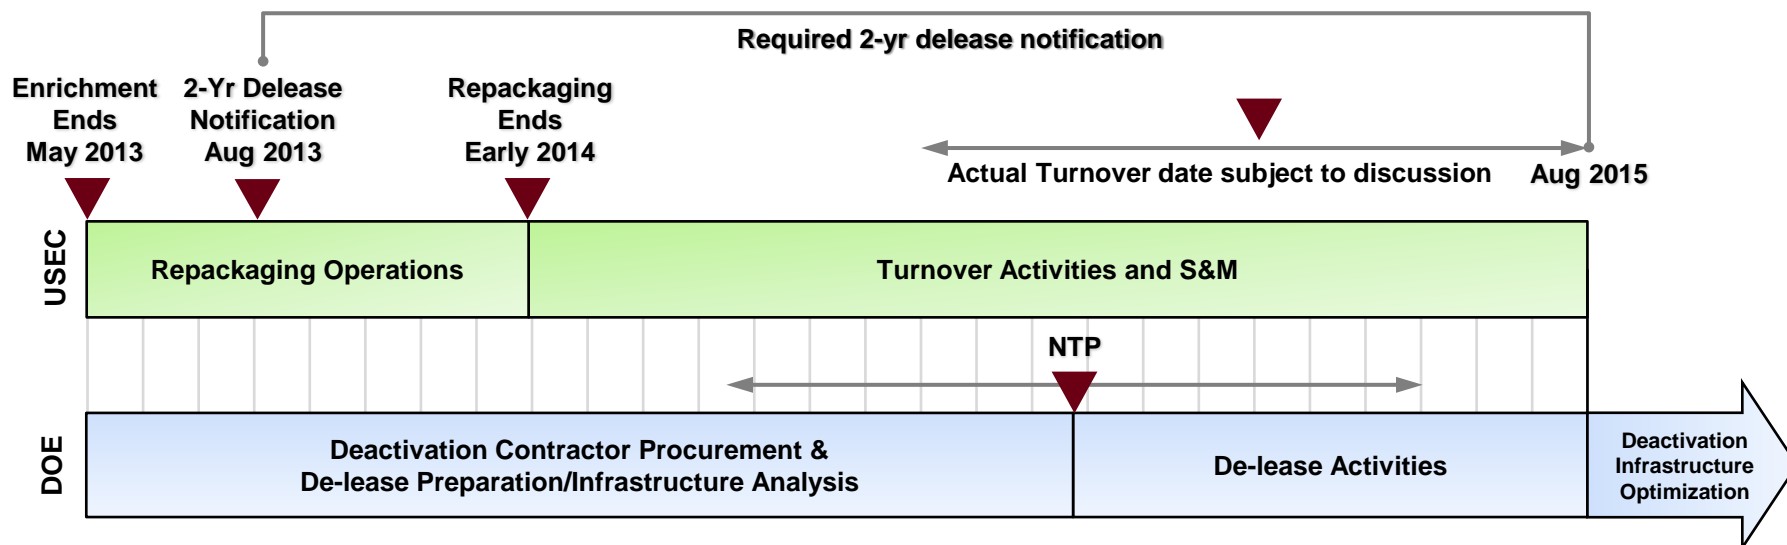 Required 2-yr delease notification
Enrichment
Ends
May 2013
2-Yr Delease
Notification
Aug 2013
Repackaging
Ends
Early 2014
Actual Turnover date subject to discussion
Aug 2015
USEC
Repackaging Operations
Turnover Activities and S&M
NTP
DOE
Deactivation Contractor Procurement &
De-lease Preparation/Infrastructure Analysis
De-lease Activities
Deactivation
Infrastructure
Optimization